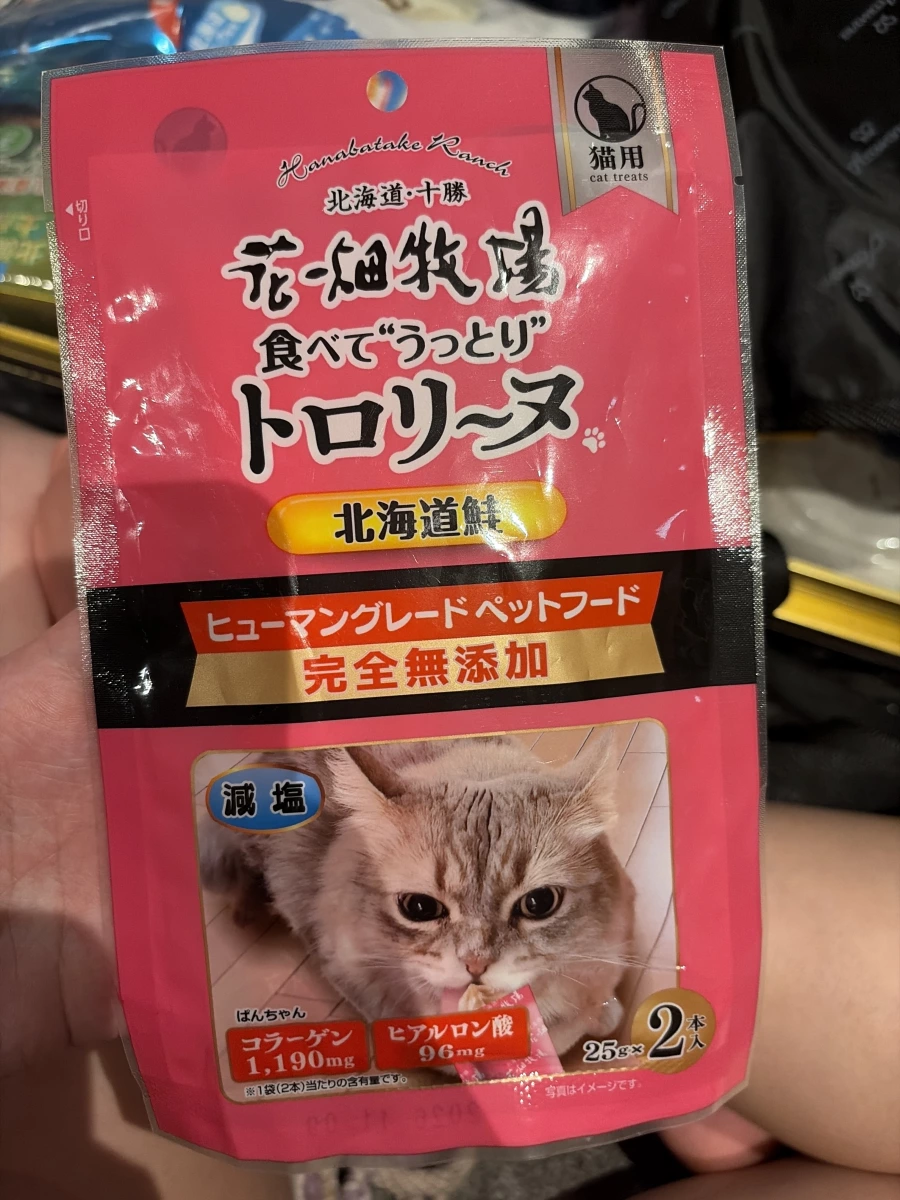 Hanabatake Ranch
猫用
cat treats
切り口
北海道・十勝
花畑牧場
食べて“うっとり”
トロリ〜ヌ
北海道鮭
ヒューマングレード ペットフード
完全無添加
減塩
ぱんちゃん
コラーゲン
1,190mg
ヒアルロン酸
96mg
25g×2本入
※1袋(2本)当たりの含有量です。
写真はイメージです。